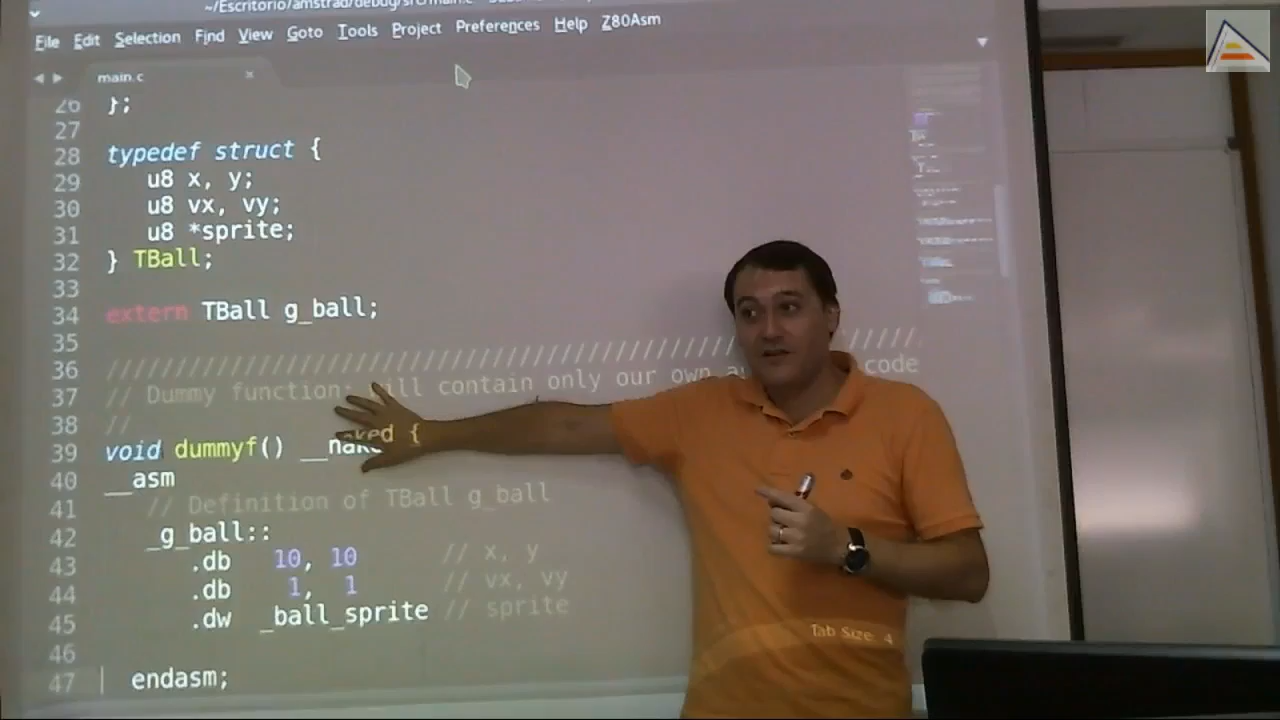 ~/Escritorio/amstrad/debug/src/main.c
File Edit Selection Find View Goto Tools Project Preferences Help Z80Asm
main.c ×
26 };
27
28 typedef struct {
29 u8 x, y;
30 u8 vx, vy;
31 u8 *sprite;
32 } TBall;
33
34 extern TBall g_ball;
35
36 //////////////////////////////////////////////////
37 // Dummy function: will contain only our own code
38 //
39 void dummyf() __naked {
40 __asm
41 // Definition of TBall g_ball
42 _g_ball::
43 .db 10, 10 // x, y
44 .db 1, 1 // vx, vy
45 .dw _ball_sprite // sprite
46
47 endasm;
Tab Size 4